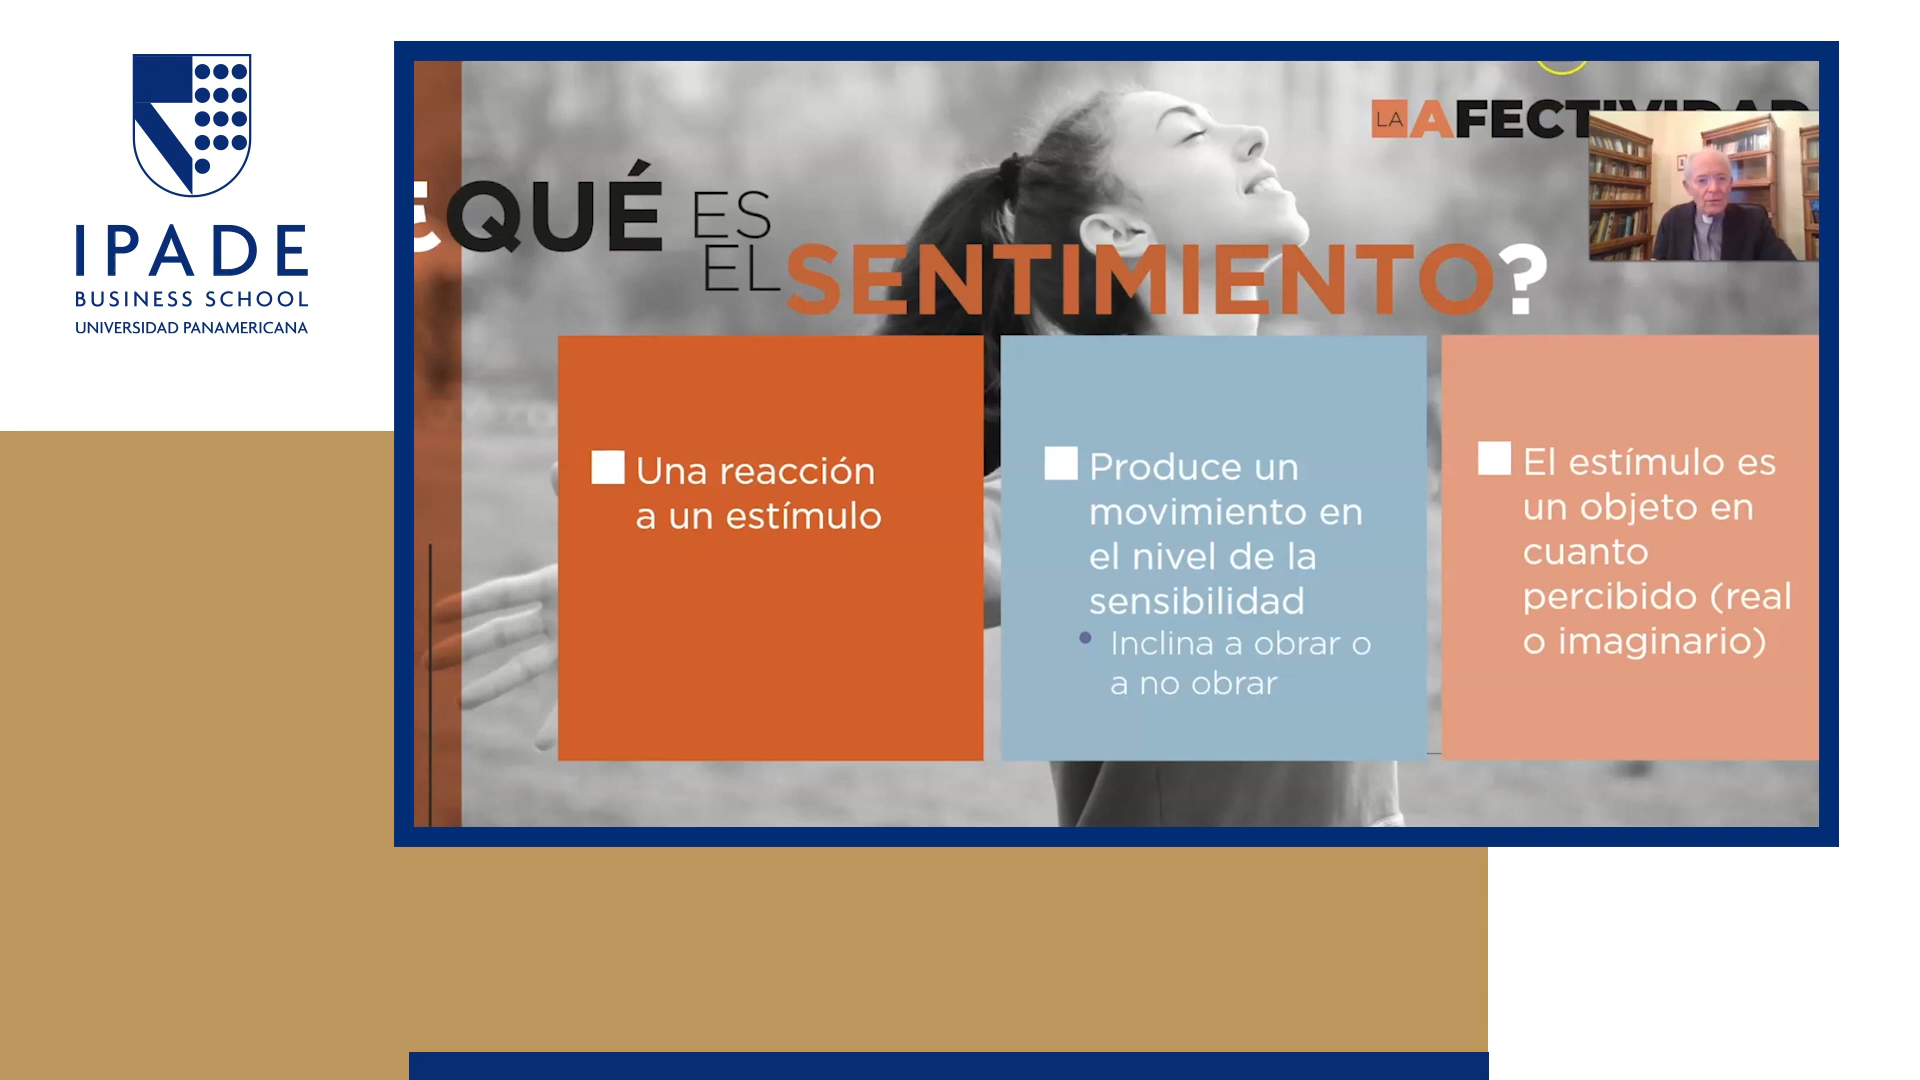 IPADE
BUSINESS SCHOOL
UNIVERSIDAD PANAMERICANA
LA AFECTIVIDAD
¿QUÉ ES
EL SENTIMIENTO?
Una reacción
a un estímulo
Produce un
movimiento en
el nivel de la
sensibilidad
• Inclina a obrar o
a no obrar
El estímulo es
un objeto en
cuanto
percibido (real
o imaginario)